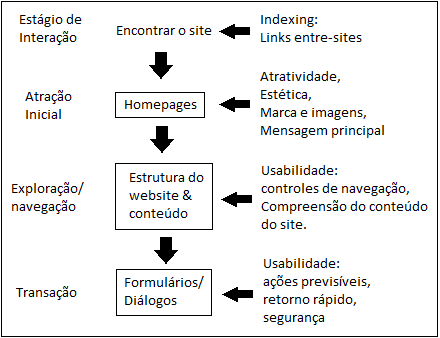 Estágio de
Interação
Encontrar o site
Indexing:
Links entre-sites
Atração
Inicial
Homepages
Atratividade,
Estética,
Marca e imagens,
Mensagem principal
Exploração/
navegação
Estrutura do
website &
conteúdo
Usabilidade:
controles de navegação,
Compreensão do conteúdo
do site.
Transação
Formulários/
Diálogos
Usabilidade:
ações previsíveis,
retorno rápido,
segurança